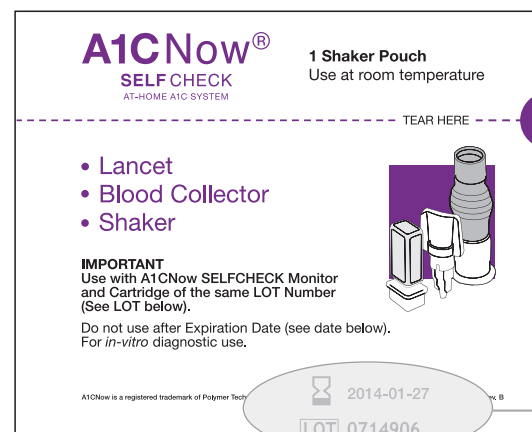 A1CNow®
SELFCHECK
AT-HOME A1C SYSTEM
1 Shaker Pouch
Use at room temperature
TEAR HERE
• Lancet
• Blood Collector
• Shaker
IMPORTANT
Use with A1CNow SELFCHECK Monitor
and Cartridge of the same LOT Number
(See LOT below).
Do not use after Expiration Date (see date below).
For in-vitro diagnostic use.
A1CNow is a registered trademark of Polymer
B
2014-01-27
LOT 0714906